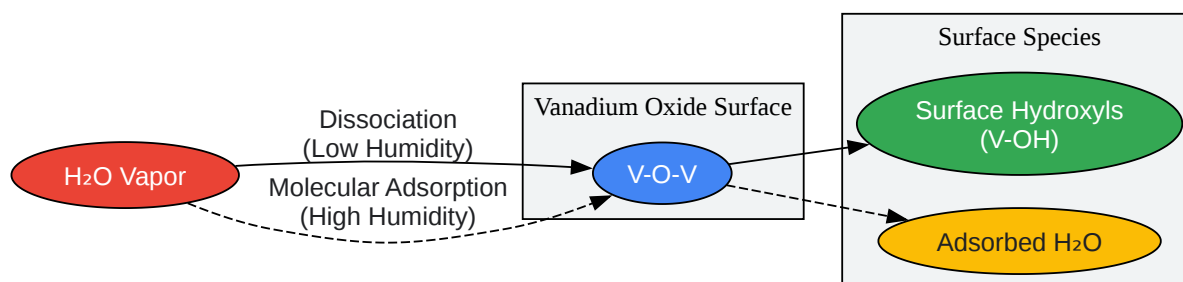 Surface Species
Vanadium Oxide Surface
Dissociation
(Low Humidity)
Surface Hydroxyls
(V-OH)
H₂O Vapor
V-O-V
Molecular Adsorption
(High Humidity)
Adsorbed H₂O